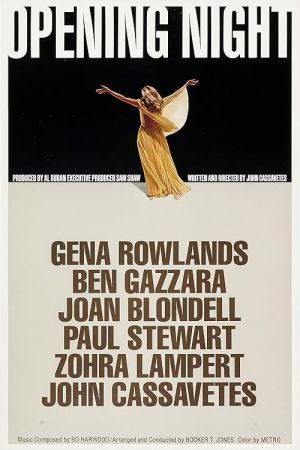 OPENING NIGHT
PRODUCED BY AL RUBAN EXECUTIVE PRODUCER SAM SHAW WRITTEN AND DIRECTED BY JOHN CASSAVETES
GENA ROWLANDS
BEN GAZZARA
JOAN BLONDELL
PAUL STEWART
ZOHRA LAMPERT
JOHN CASSAVETES
Music Composed by BO HARWOOD/Arranged and Conducted by BOOKER T. JONES Color by METRO